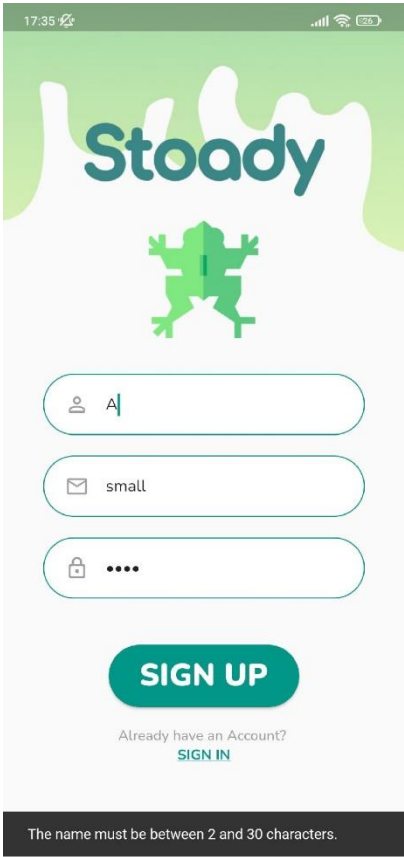 17:35
26
Stoady
A
small
••••
SIGN UP
Already have an Account?
SIGN IN
The name must be between 2 and 30 characters.